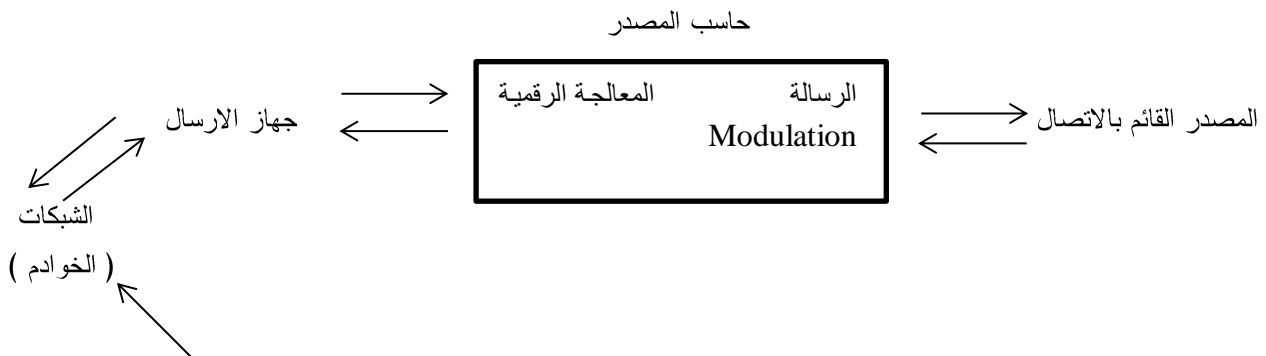 حاسب المصدر
الرسالة المعالجة الرقمية
Modulation
المصدر القائم بالاتصال
جهاز الارسال
الشبكات
( الخوادم )